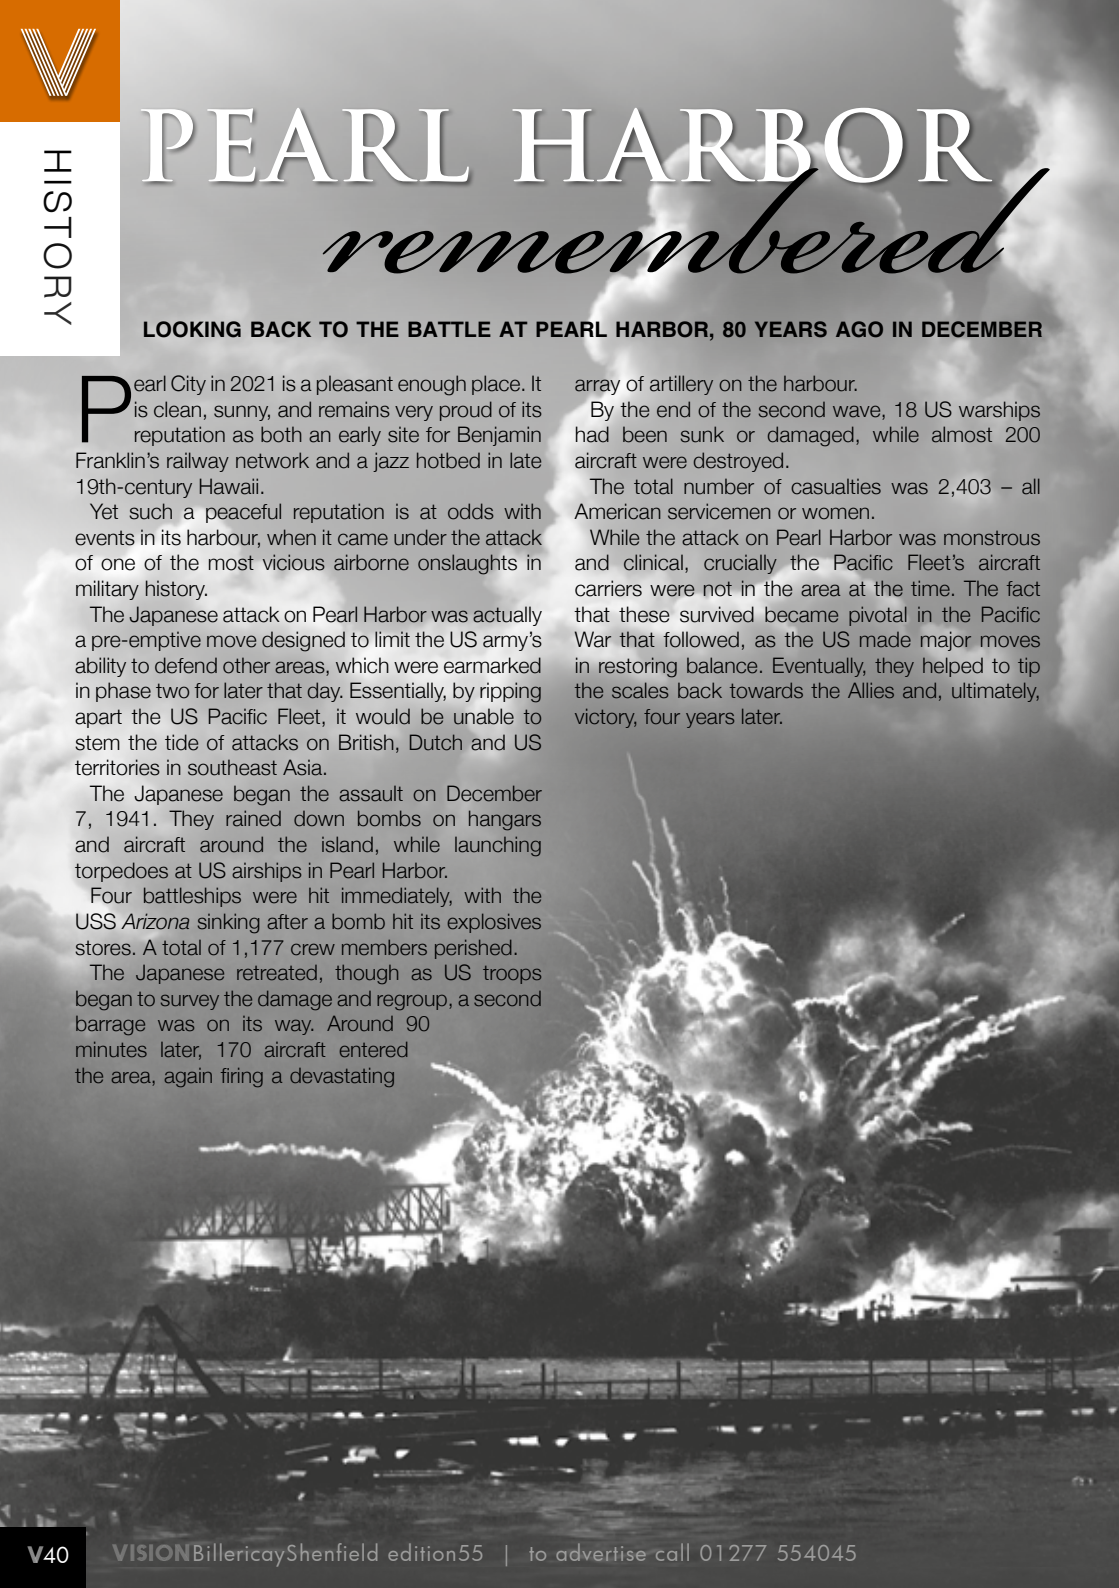 V
HISTORY
PEARL HARBOR
remembered
LOOKING BACK TO THE BATTLE AT PEARL HARBOR, 80 YEARS AGO IN DECEMBER
Pearl City in 2021 is a pleasant enough place. It
is clean, sunny, and remains very proud of its
reputation as both an early site for Benjamin
Franklin's railway network and a jazz hotbed in late
19th-century Hawaii.
Yet such a peaceful reputation is at odds with
events in its harbour, when it came under the attack
of one of the most vicious airborne onslaughts in
military history.
The Japanese attack on Pearl Harbor was actually
a pre-emptive move designed to limit the US army's
ability to defend other areas, which were earmarked
in phase two for later that day. Essentially, by ripping
apart the US Pacific Fleet, it would be unable to
stem the tide of attacks on British, Dutch and US
territories in southeast Asia.
The Japanese began the assault on December
7, 1941. They rained down bombs on hangars
and aircraft around the island, while launching
torpedoes at US airships in Pearl Harbor.
Four battleships were hit immediately, with the
USS Arizona sinking after a bomb hit its explosives
stores. A total of 1,177 crew members perished.
The Japanese retreated, though as US troops
began to survey the damage and regroup, a second
barrage was on its way. Around 90
minutes later, 170 aircraft entered
the area, again firing a devastating
array of artillery on the harbour.
By the end of the second wave, 18 US warships
had been sunk or damaged, while almost 200
aircraft were destroyed.
The total number of casualties was 2,403 – all
American servicemen or women.
While the attack on Pearl Harbor was monstrous
and clinical, crucially the Pacific Fleet's aircraft
carriers were not in the area at the time. The fact
that these survived became pivotal in the Pacific
War that followed, as the US made major moves
in restoring balance. Eventually, they helped to tip
the scales back towards the Allies and, ultimately,
victory, four years later.
V40 VISIONBillericayShenfield edition55 | to advertise call 01277 554045